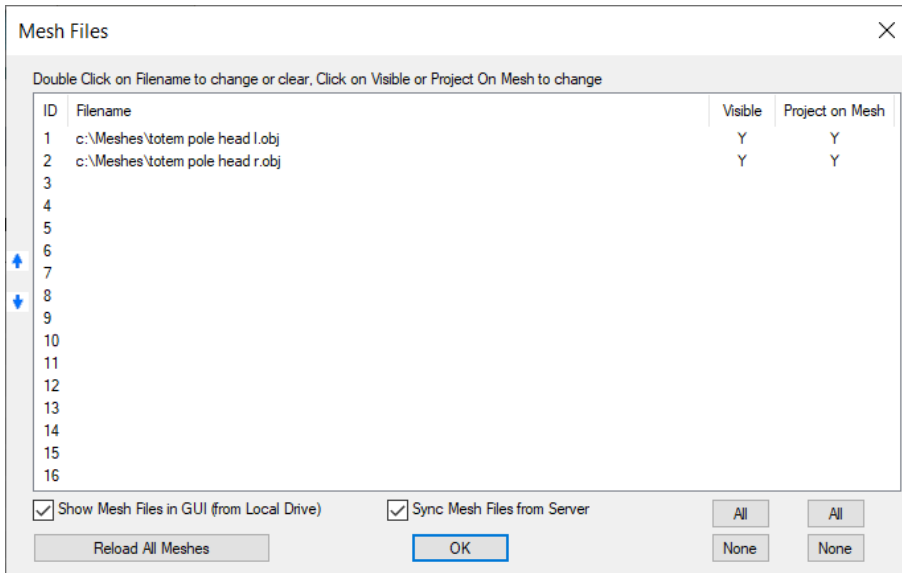 Mesh Files
Double Click on Filename to change or clear, Click on Visible or Project On Mesh to change
ID Filename Visible Project on Mesh
1 c:\Meshes\totem pole head l.obj Y Y
2 c:\Meshes\totem pole head r.obj Y Y
3
4
5
6
7
8
9
10
11
12
13
14
15
16
Show Mesh Files in GUI (from Local Drive) Sync Mesh Files from Server All All
Reload All Meshes OK None None